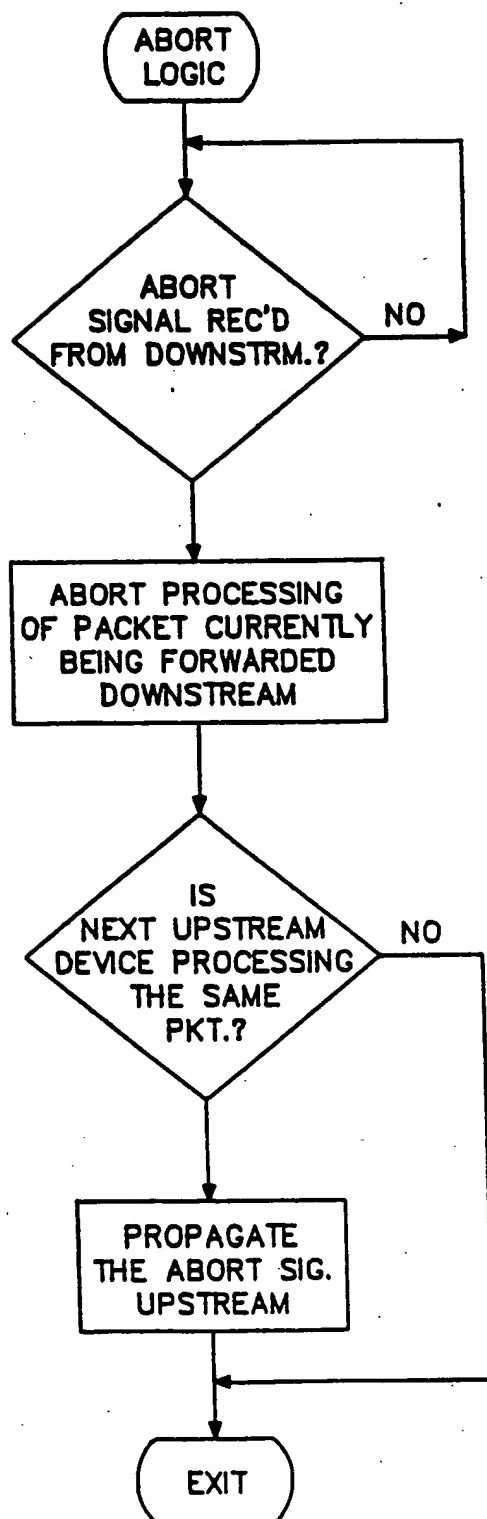 ABORT
LOGIC
ABORT
SIGNAL REC'D
FROM DOWNSTRM.?
NO
ABORT PROCESSING
OF PACKET CURRENTLY
BEING FORWARDED
DOWNSTREAM
IS
NEXT UPSTREAM
DEVICE PROCESSING
THE SAME
PKT.?
NO
PROPAGATE
THE ABORT SIG.
UPSTREAM
EXIT